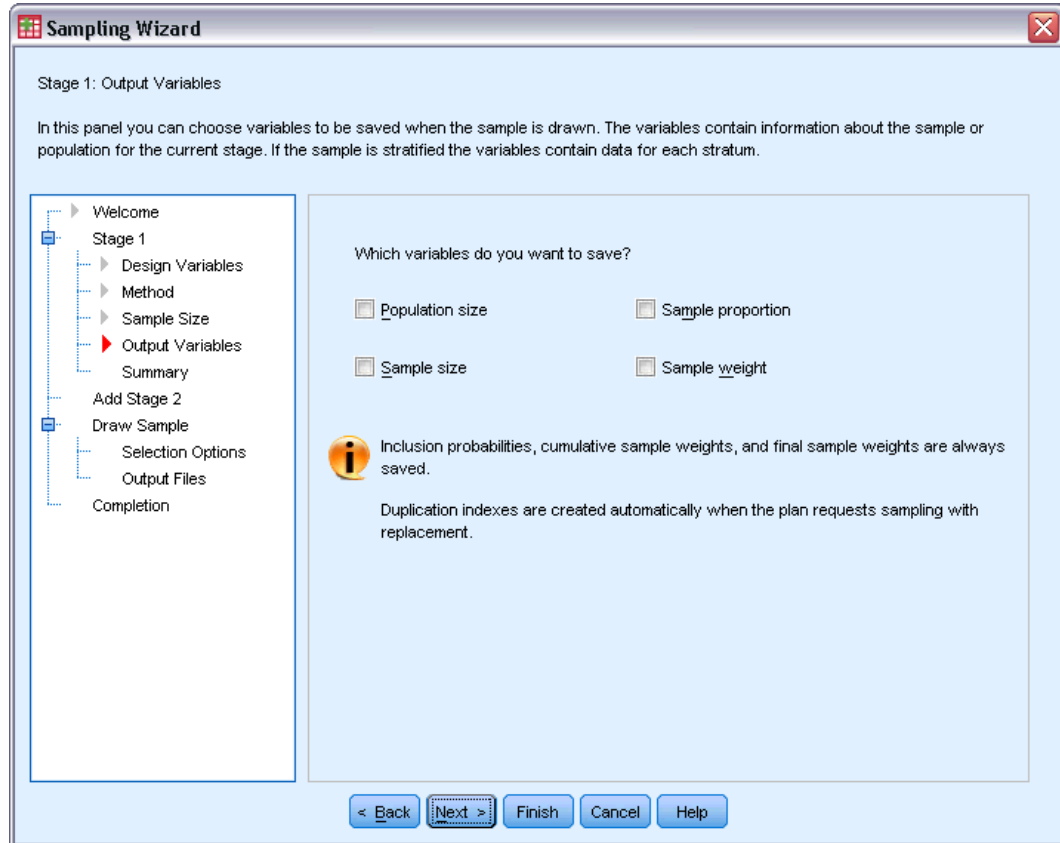 Sampling Wizard
Stage 1: Output Variables
In this panel you can choose variables to be saved when the sample is drawn. The variables contain information about the sample or
population for the current stage. If the sample is stratified the variables contain data for each stratum.
Welcome
Stage 1
Design Variables
Method
Sample Size
Output Variables
Summary
Add Stage 2
Draw Sample
Selection Options
Output Files
Completion
Which variables do you want to save?
Population size
Sample proportion
Sample size
Sample weight
Inclusion probabilities, cumulative sample weights, and final sample weights are always
saved.
Duplication indexes are created automatically when the plan requests sampling with
replacement.
< Back
Next >
Finish
Cancel
Help